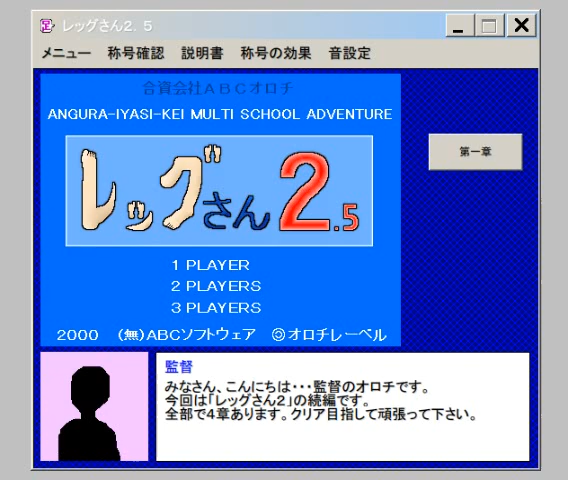 レッグさん2.5
メニュー 称号確認 説明書 称号の効果 音設定
合資会社ABCオロチ
ANGURA-IYASI-KEI MULTI SCHOOL ADVENTURE
第一章
レッグさん2.5
1 PLAYER
2 PLAYERS
3 PLAYERS
2000 (無)ABCソフトウェア ◎オロチレーベル
監督
みなさん、こんにちは・・・監督のオロチです。
今回は「レッグさん2」の続編です。
全部で4章あります。クリア目指して頑張って下さい。